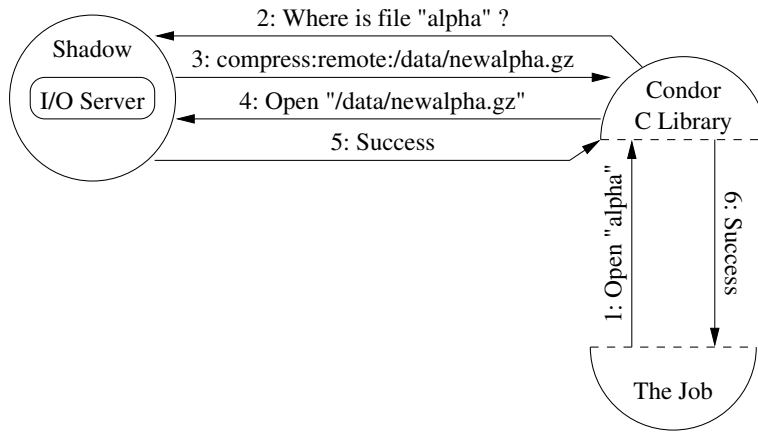 2: Where is file "alpha" ?
Shadow
3: compress:remote:/data/newalpha.gz
I/O Server
4: Open "/data/newalpha.gz"
Condor
C Library
5: Success
1: Open "alpha"
6: Success
The Job